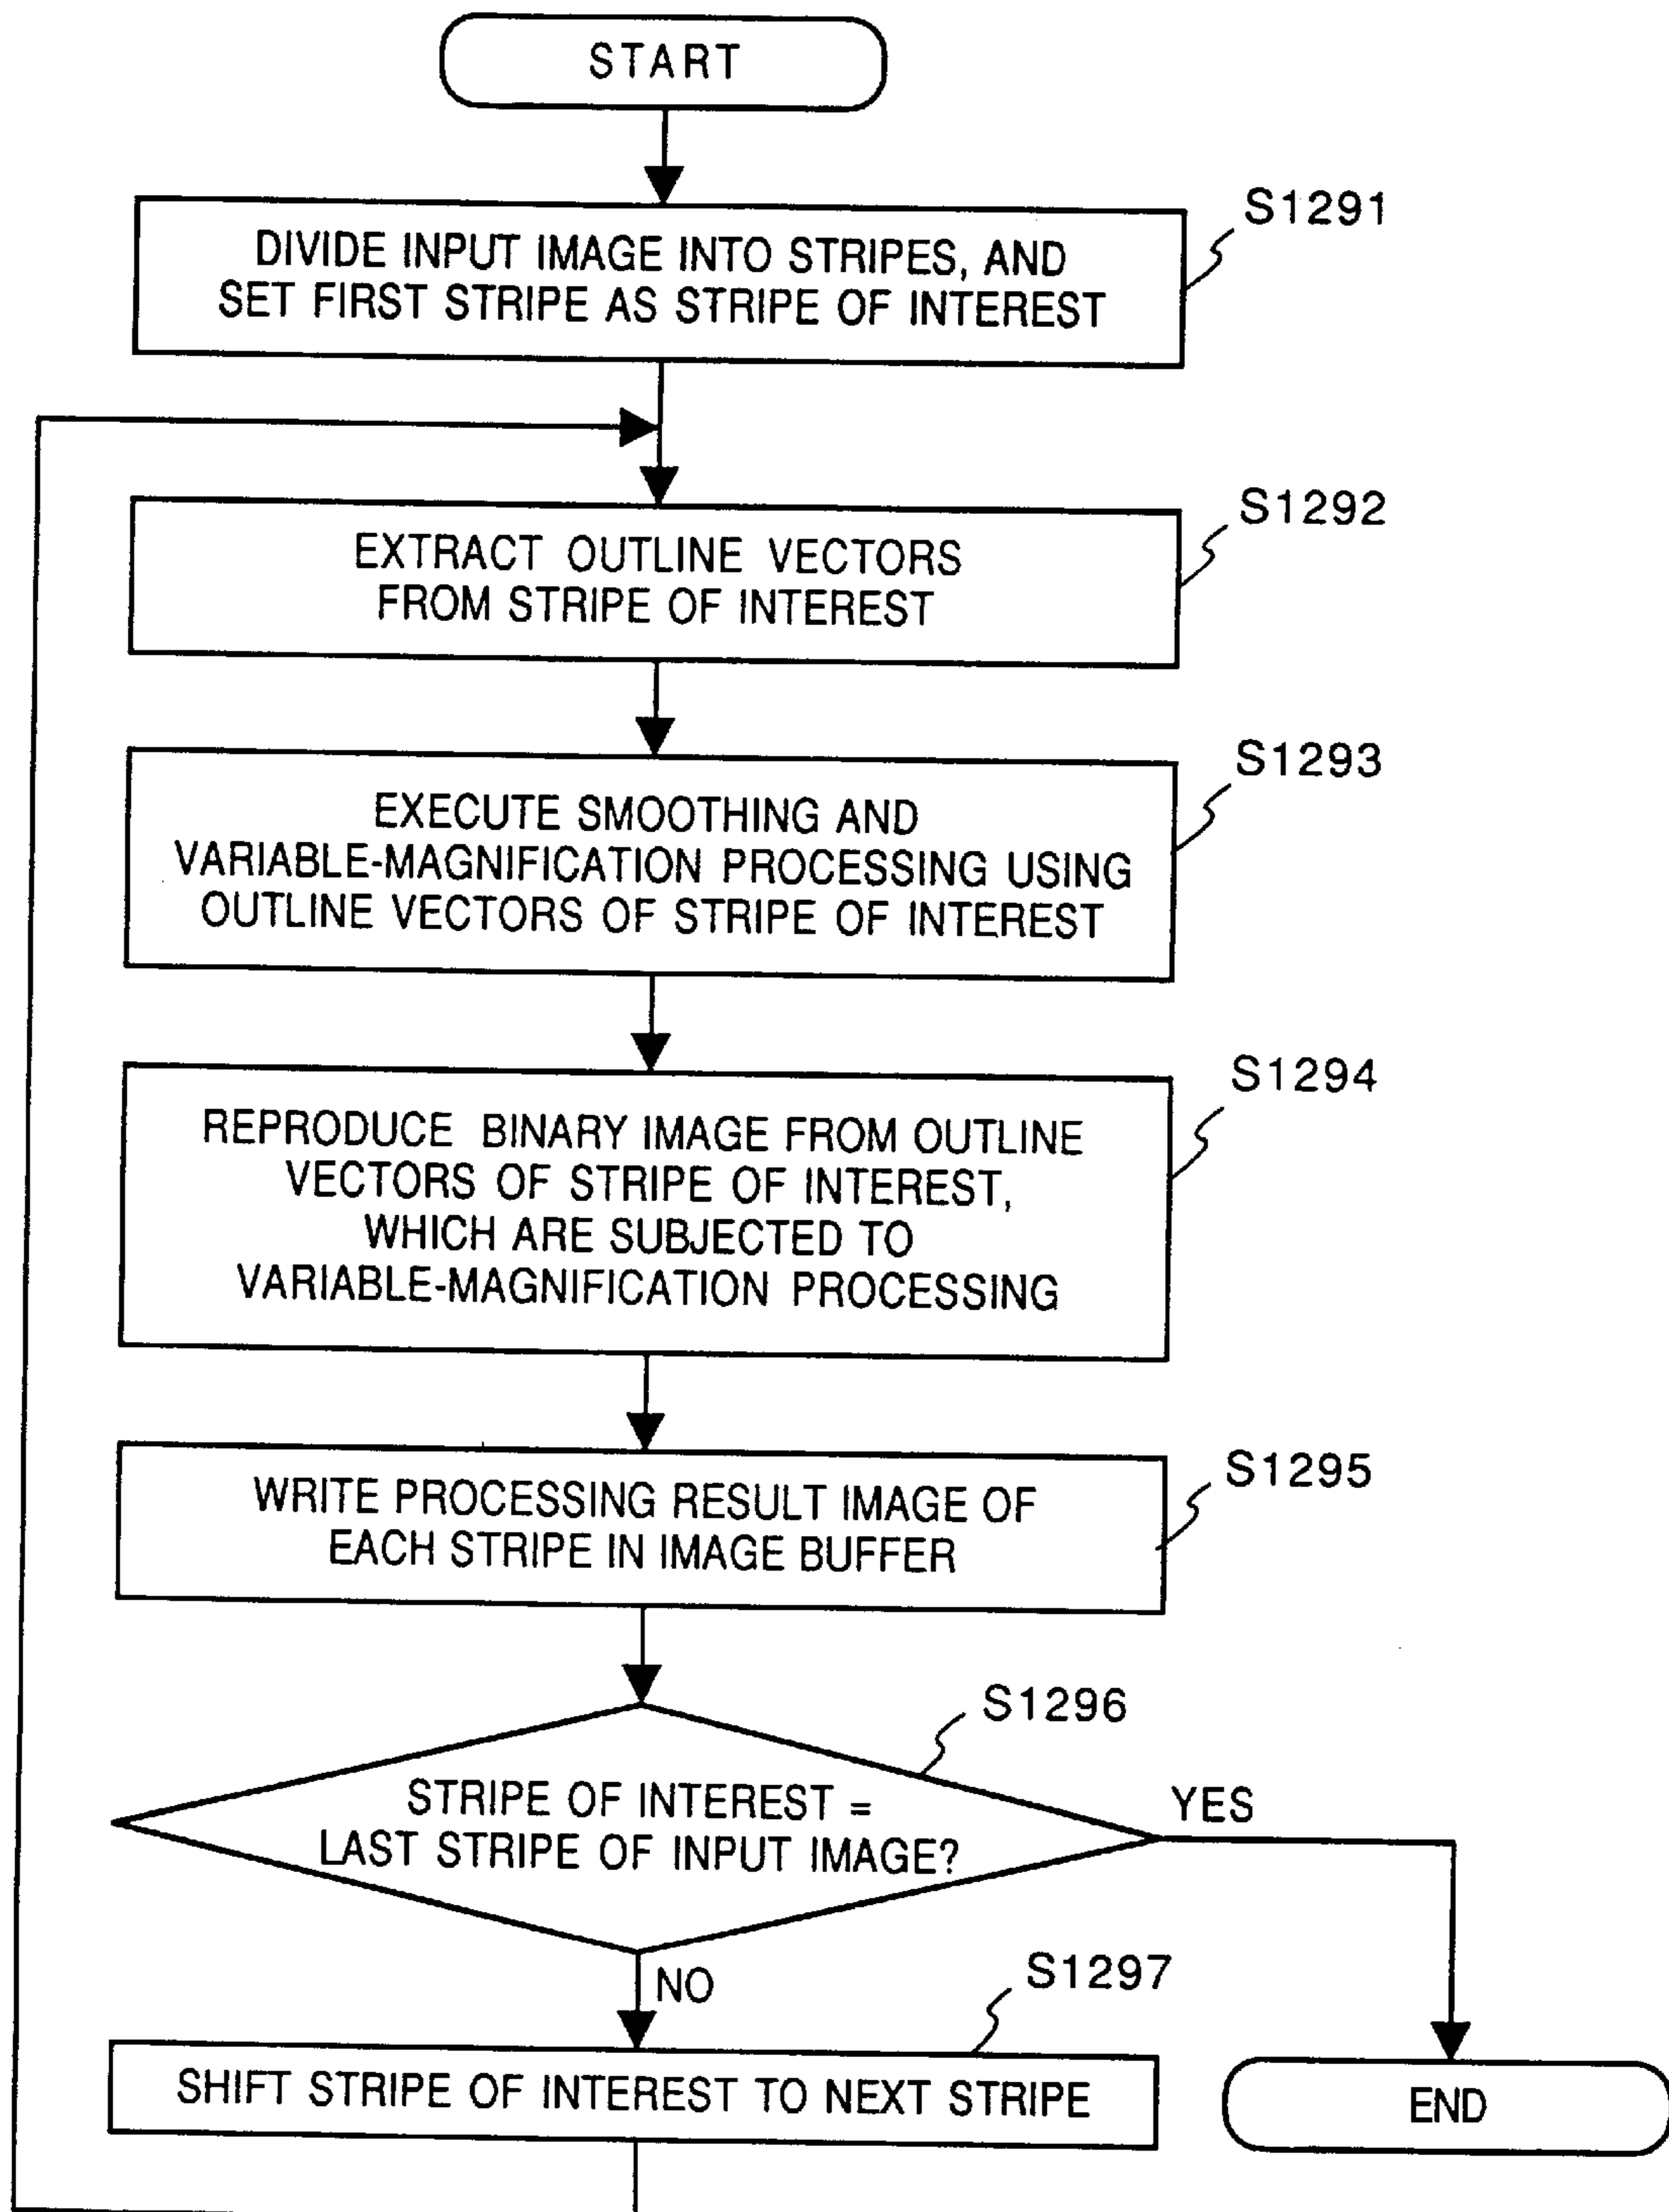 START
S1291
DIVIDE INPUT IMAGE INTO STRIPES, AND
SET FIRST STRIPE AS STRIPE OF INTEREST
S1292
EXTRACT OUTLINE VECTORS
FROM STRIPE OF INTEREST
S1293
EXECUTE SMOOTHING AND
VARIABLE-MAGNIFICATION PROCESSING USING
OUTLINE VECTORS OF STRIPE OF INTEREST
S1294
REPRODUCE BINARY IMAGE FROM OUTLINE
VECTORS OF STRIPE OF INTEREST,
WHICH ARE SUBJECTED TO
VARIABLE-MAGNIFICATION PROCESSING
S1295
WRITE PROCESSING RESULT IMAGE OF
EACH STRIPE IN IMAGE BUFFER
S1296
STRIPE OF INTEREST =
LAST STRIPE OF INPUT IMAGE?
YES
NO
S1297
SHIFT STRIPE OF INTEREST TO NEXT STRIPE
END